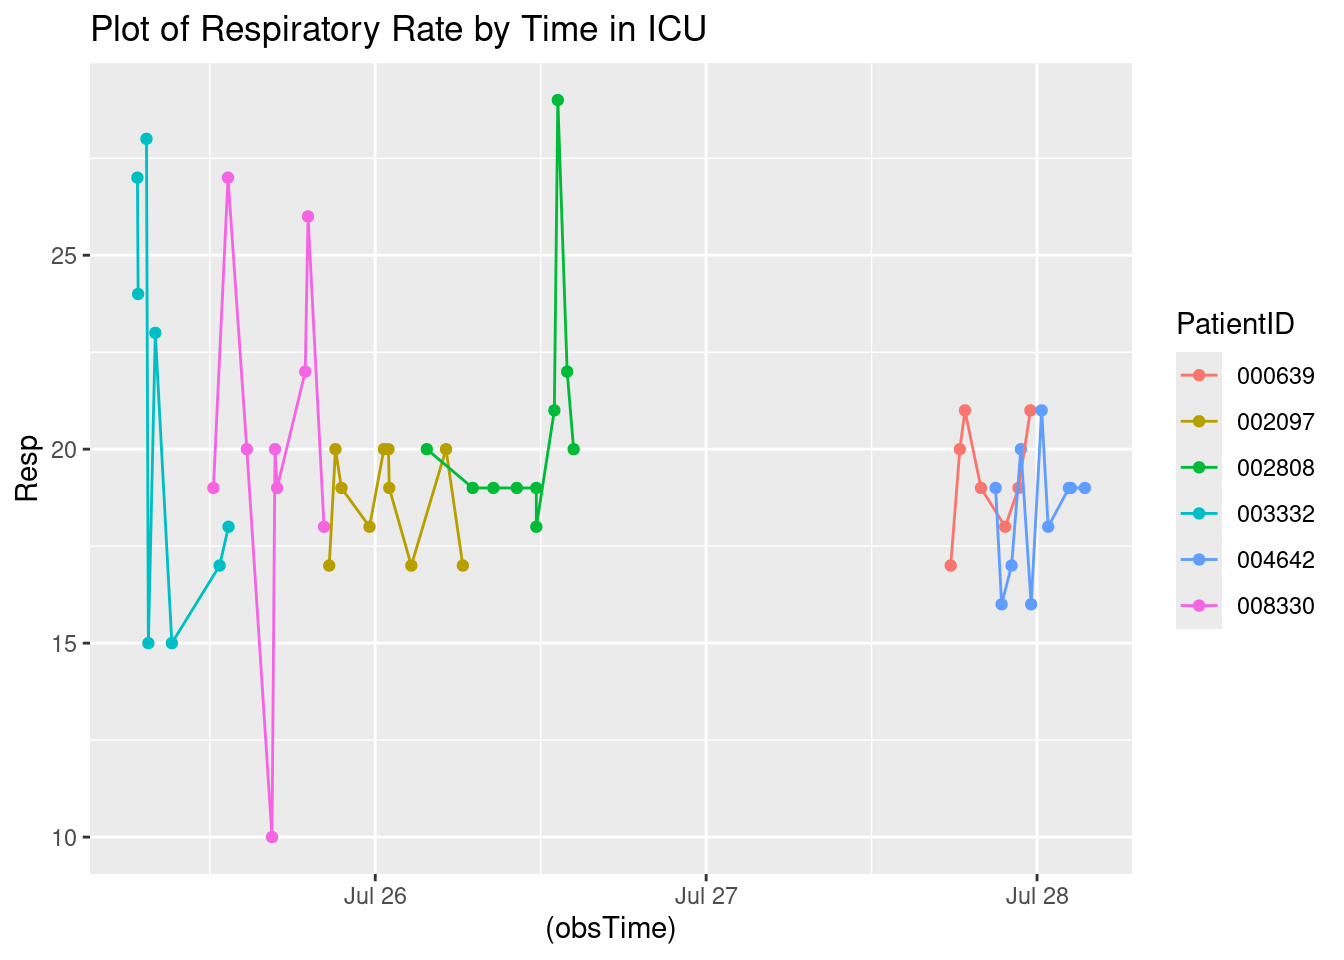 Plot of Respiratory Rate by Time in ICU
Resp
25
20
15
10
Jul 26
Jul 27
Jul 28
(obsTime)
PatientID
000639
002097
002808
003332
004642
008330